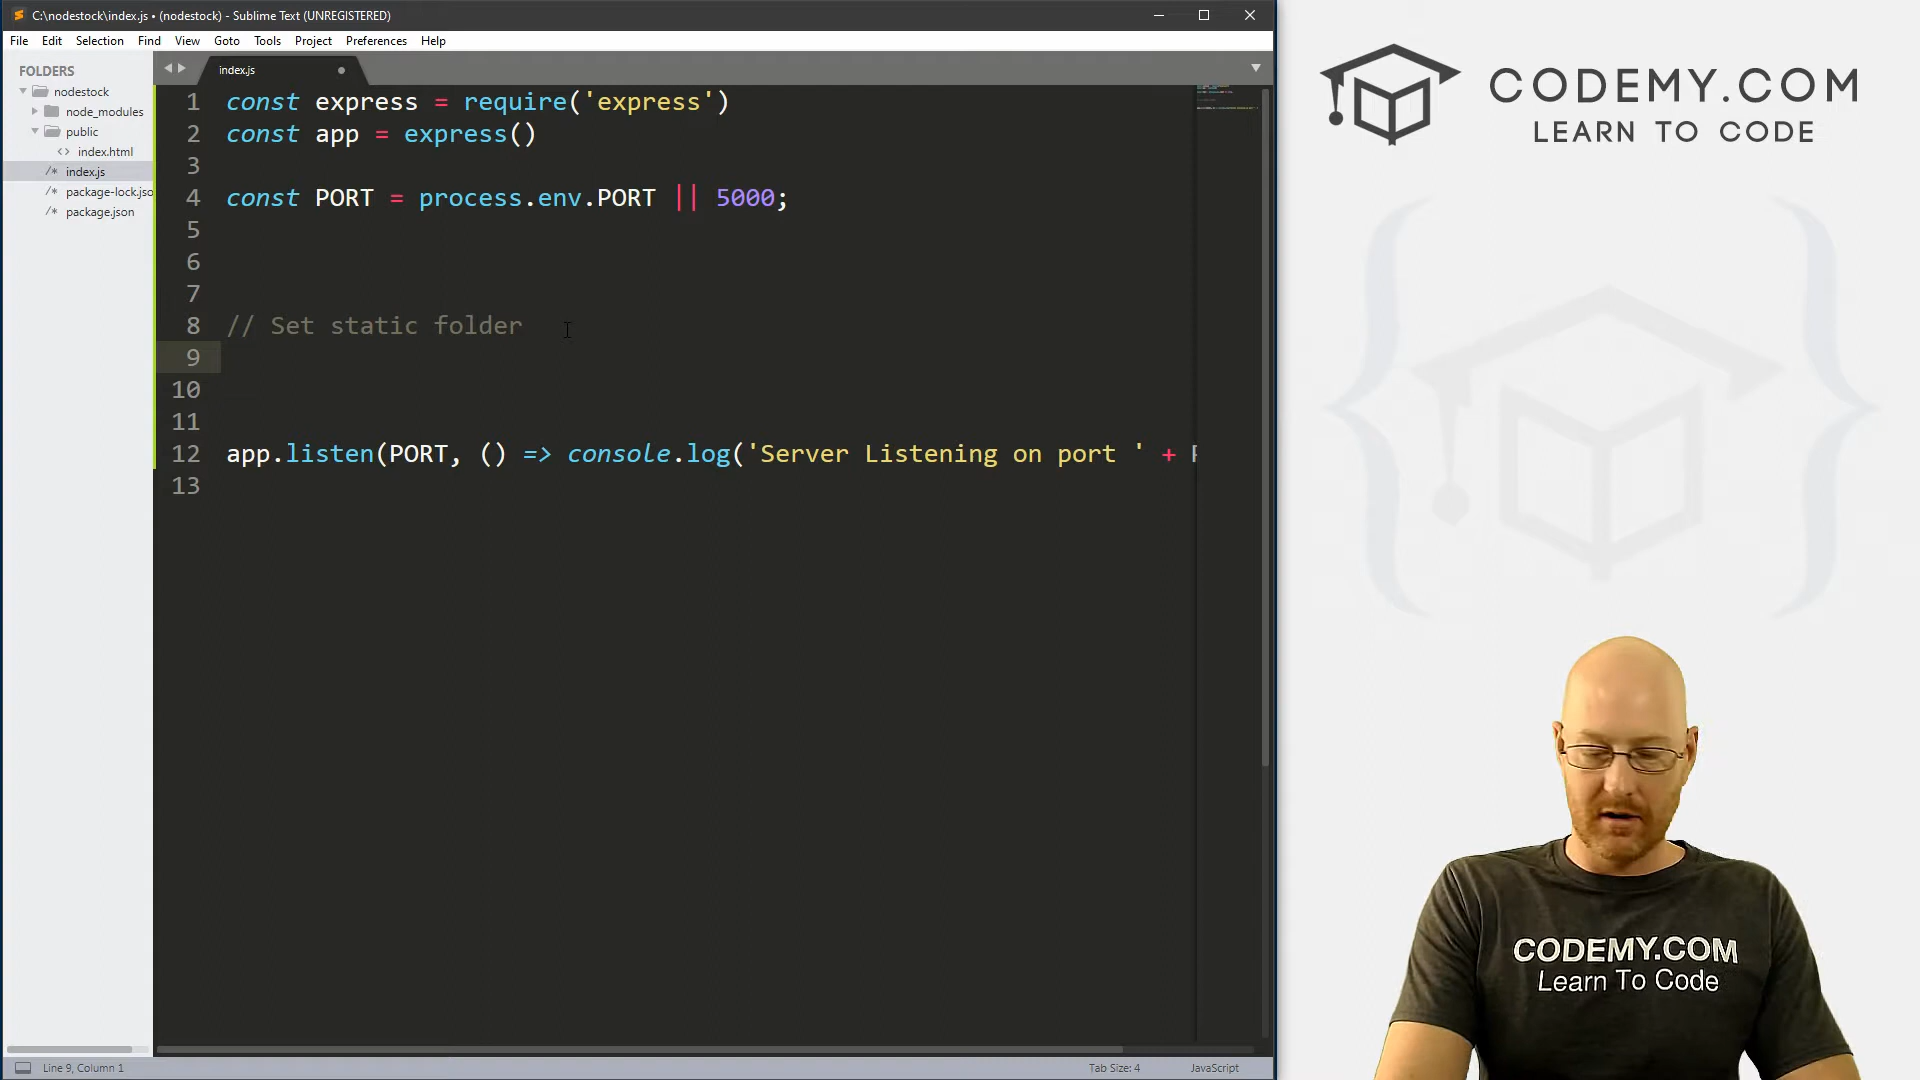 C:\nodestock\index.js • (nodestock) - Sublime Text (UNREGISTERED)
File Edit Selection Find View Goto Tools Project Preferences Help
FOLDERS
nodestock
node_modules
public
index.html
index.js
package-lock.jso
package.json
index.js
1 const express = require('express')
2 const app = express()
3
4 const PORT = process.env.PORT || 5000;
5
6
7
8 // Set static folder
9
10
11
12 app.listen(PORT, () => console.log('Server Listening on port ' +
13
Line 9, Column 1
Tab Size: 4
JavaScript
CODEMY.COM
LEARN TO CODE
CODEMY.COM
Learn To Code